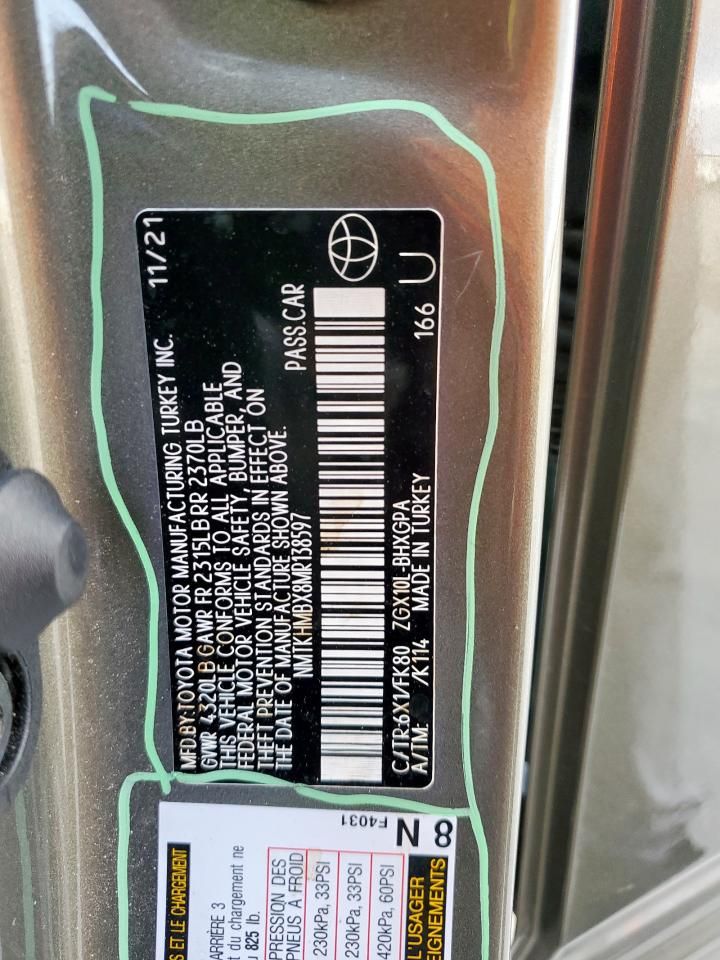 MFD.BY:TOYOTA MOTOR MANUFACTURING TURKEY INC. 11/21
GVWR 4320LB GAWR FR 2315LB RR 2370LB
THIS VEHICLE CONFORMS TO ALL APPLICABLE
FEDERAL MOTOR VEHICLE SAFETY, BUMPER, AND
THEFT PREVENTION STANDARDS IN EFFECT ON
THE DATE OF MANUFACTURE SHOWN ABOVE.
NMTKHMBX8MR138597 PASS.CAR
C/TR:6X1/FK80 ZGX10L-BHXGPA
A/TM: /K114 MADE IN TURKEY 166 U
S ET LE CHARGEMENT
ARRIÈRE 3
t du chargement ne
u 825 lb.
PRESSION DES
PNEUS À FROID
230kPa, 33PSI
230kPa, 33PSI
420kPa, 60PSI
L'USAGER
EIGNEMENTS
F4031
N
8